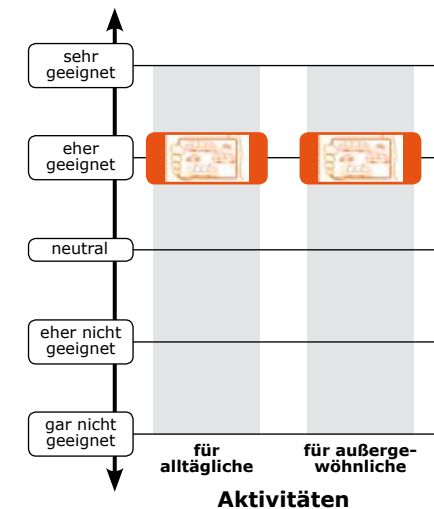 sehr
geeignet
eher
geeignet
neutral
eher nicht
geeignet
gar nicht
geeignet
für
alltägliche
für außerge-
wöhnliche
Aktivitäten